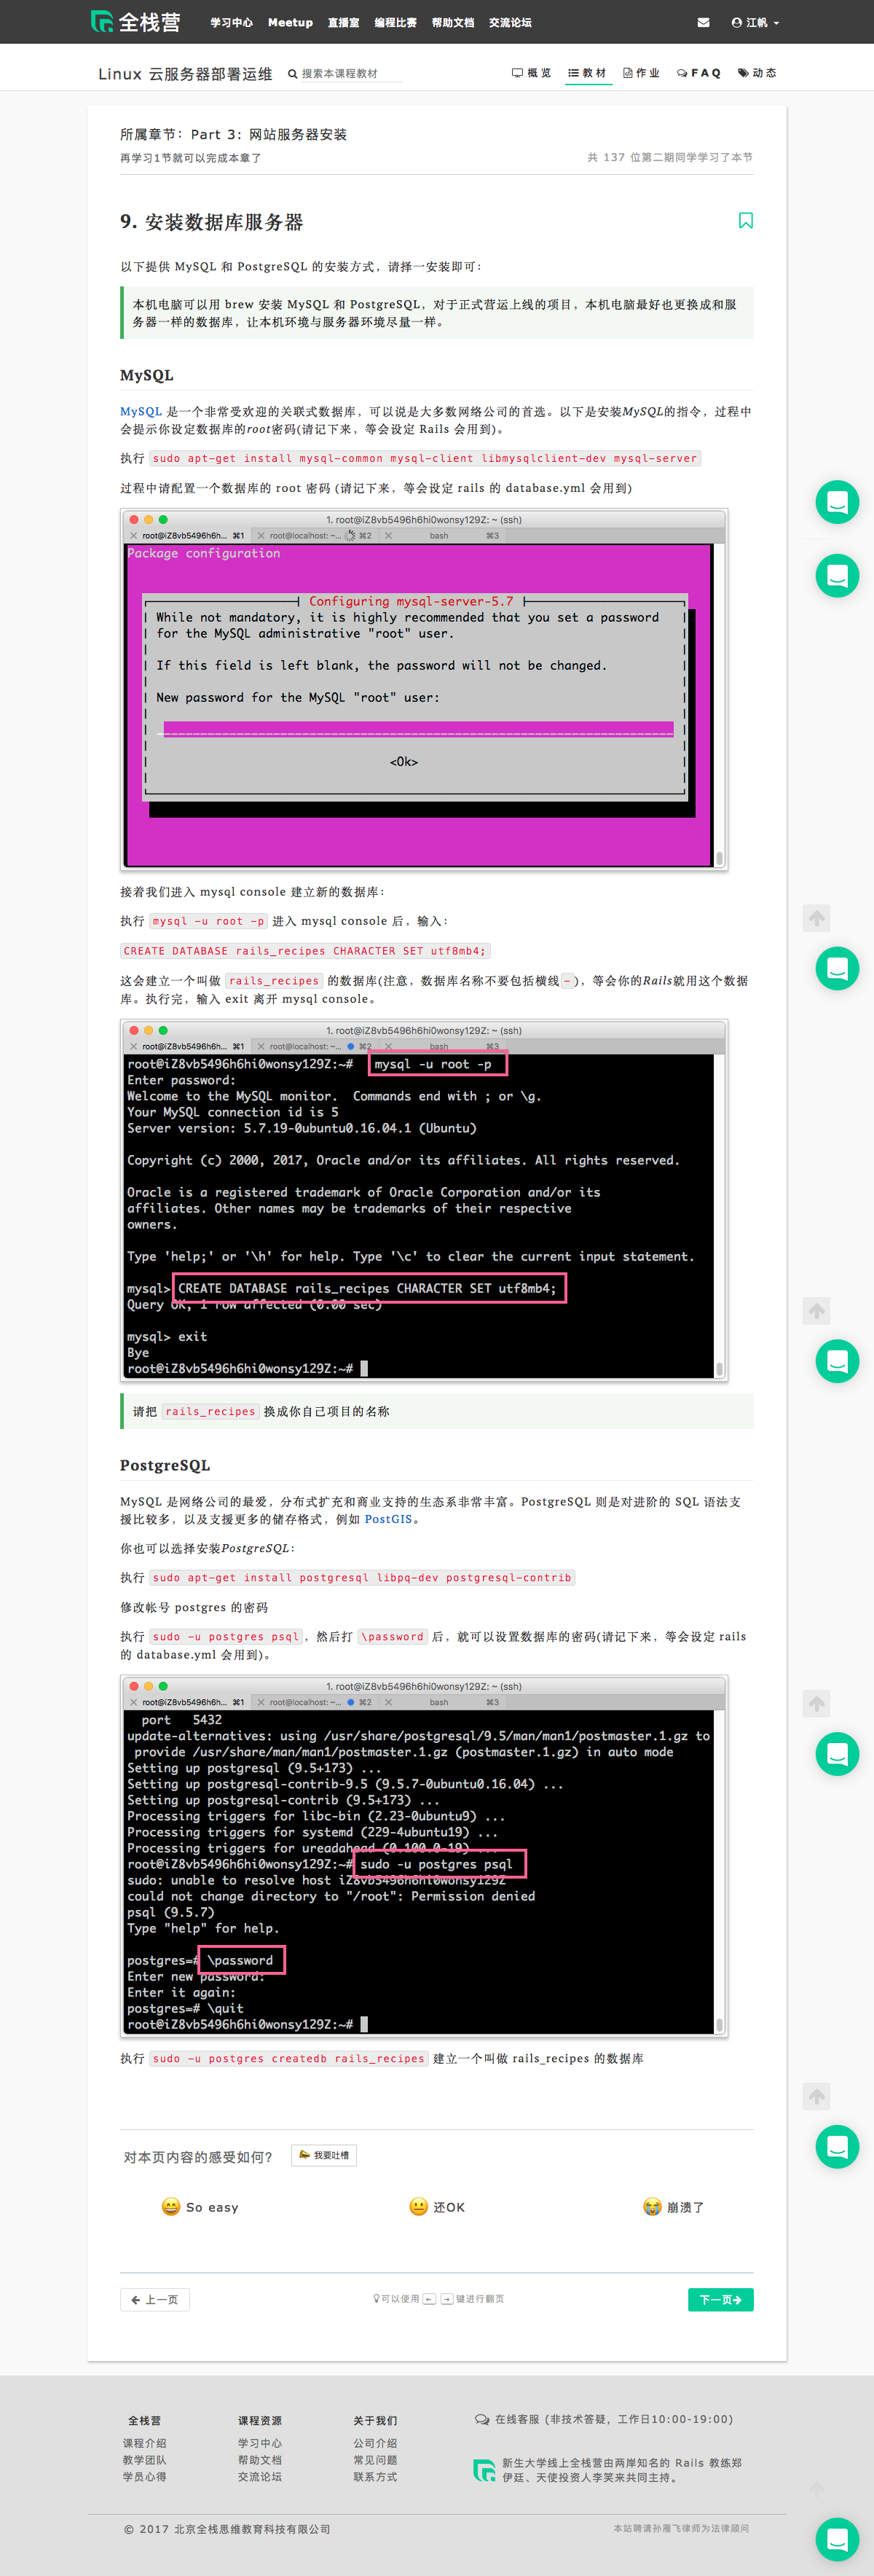 全栈营 学习中心 Meetup 直播室 编程比赛 帮助文档 交流论坛 江帆
Linux 云服务器部署运维 搜索本课程教材 概览 教材 作业 FAQ 动态
所属章节：Part 3: 网站服务器安装
再学习1节就可以完成本章了 共 137 位第二期同学学习了本节
9. 安装数据库服务器
以下提供 MySQL 和 PostgreSQL 的安装方式，请择一安装即可：
本机电脑可以用 brew 安装 MySQL 和 PostgreSQL，对于正式营运上线的项目，本机电脑最好也更换成和服
务器一样的数据库，让本机环境与服务器环境尽量一样。
MySQL
MySQL 是一个非常受欢迎的关联式数据库，可以说是大多数网络公司的首选。以下是安装MySQL的指令，过程中
会提示你设定数据库的root密码(请记下来，等会设定 Rails 会用到)。
执行 sudo apt-get install mysql-common mysql-client libmysqlclient-dev mysql-server
过程中请配置一个数据库的 root 密码 (请记下来，等会设定 rails 的 database.yml 会用到)
1. root@iZ8vb5496h6hi0wonsy129Z: ~ (ssh)
root@iZ8vb5496h6h... ⌘1 root@localhost: ~... ⌘2 bash ⌘3
Package configuration
Configuring mysql-server-5.7
While not mandatory, it is highly recommended that you set a password
for the MySQL administrative "root" user.
If this field is left blank, the password will not be changed.
New password for the MySQL "root" user:
<Ok>
接着我们进入 mysql console 建立新的数据库：
执行 mysql -u root -p 进入 mysql console 后，输入：
CREATE DATABASE rails_recipes CHARACTER SET utf8mb4;
这会建立一个叫做 rails_recipes 的数据库(注意，数据库名称不要包括横线 - )，等会你的Rails就用这个数据
库。执行完，输入 exit 离开 mysql console。
1. root@iZ8vb5496h6hi0wonsy129Z: ~ (ssh)
root@iZ8vb5496h6h... ⌘1 root@localhost: ~... ⌘2 bash ⌘3
root@iZ8vb5496h6hi0wonsy129Z:~# mysql -u root -p
Enter password:
Welcome to the MySQL monitor.  Commands end with ; or \g.
Your MySQL connection id is 5
Server version: 5.7.19-0ubuntu0.16.04.1 (Ubuntu)
Copyright (c) 2000, 2017, Oracle and/or its affiliates. All rights reserved.
Oracle is a registered trademark of Oracle Corporation and/or its
affiliates. Other names may be trademarks of their respective
owners.
Type 'help;' or '\h' for help. Type '\c' to clear the current input statement.
mysql> CREATE DATABASE rails_recipes CHARACTER SET utf8mb4;
Query OK, 1 row affected (0.00 sec)
mysql> exit
Bye
root@iZ8vb5496h6hi0wonsy129Z:~#
请把 rails_recipes 换成你自己项目的名称
PostgreSQL
MySQL 是网络公司的最爱，分布式扩充和商业支持的生态系非常丰富。PostgreSQL 则是对进阶的 SQL 语法支
援比较多，以及支援更多的储存格式，例如 PostGIS。
你也可以选择安装PostgreSQL：
执行 sudo apt-get install postgresql libpq-dev postgresql-contrib
修改帐号 postgres 的密码
执行 sudo -u postgres psql，然后打 \password 后，就可以设置数据库的密码(请记下来，等会设定 rails
的 database.yml 会用到)。
1. root@iZ8vb5496h6hi0wonsy129Z: ~ (ssh)
root@iZ8vb5496h6h... ⌘1 root@localhost: ~... ⌘2 bash ⌘3
port   5432
update-alternatives: using /usr/share/postgresql/9.5/man/man1/postmaster.1.gz to
provide /usr/share/man/man1/postmaster.1.gz (postmaster.1.gz) in auto mode
Setting up postgresql (9.5+173) ...
Setting up postgresql-contrib-9.5 (9.5.7-0ubuntu0.16.04) ...
Setting up postgresql-contrib (9.5+173) ...
Processing triggers for libc-bin (2.23-0ubuntu9) ...
Processing triggers for systemd (229-4ubuntu19) ...
Processing triggers for ureadahead (0.100.0-19) ...
root@iZ8vb5496h6hi0wonsy129Z:~# sudo -u postgres psql
sudo: unable to resolve host iZ8vb5496h6hi0wonsy129Z
could not change directory to "/root": Permission denied
psql (9.5.7)
Type "help" for help.
postgres=# \password
Enter new password:
Enter it again:
postgres=# \quit
root@iZ8vb5496h6hi0wonsy129Z:~#
执行 sudo -u postgres createdb rails_recipes 建立一个叫做 rails_recipes 的数据库
对本页内容的感受如何? 我要吐槽
So easy 还OK 崩溃了
← 上一页 可以使用 ← → 键进行翻页 下一页→
全栈营 课程资源 关于我们 在线客服 (非技术答疑，工作日10:00-19:00)
课程介绍 学习中心 公司介绍
教学团队 帮助文档 常见问题
学员心得 交流论坛 联系方式
新生大学线上全栈营由两岸知名的 Rails 教练郑
伊廷、天使投资人李笑来共同主持。
© 2017 北京全栈思维教育科技有限公司 本站聘请孙雁飞律师为法律顾问